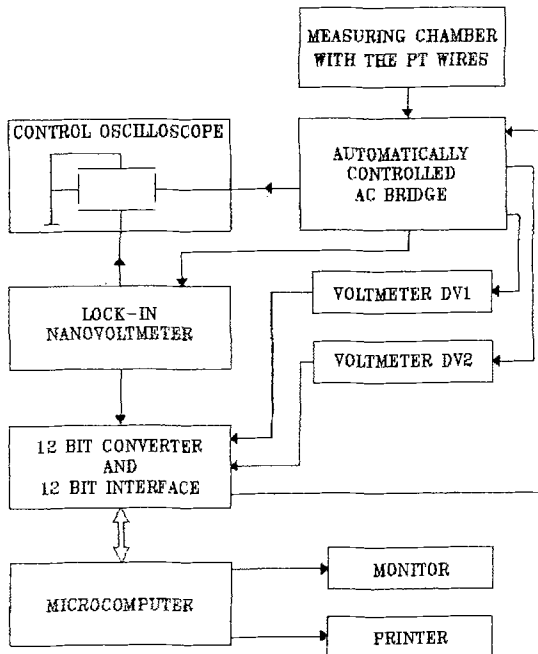 MEASURING CHAMBER
WITH THE PT WIRES
CONTROL OSCILLOSCOPE
AUTOMATICALLY
CONTROLLED
AC BRIDGE
LOCK-IN
NANOVOLTMETER
VOLTMETER DV1
VOLTMETER DV2
12 BIT CONVERTER
AND
12 BIT INTERFACE
MICROCOMPUTER
MONITOR
PRINTER